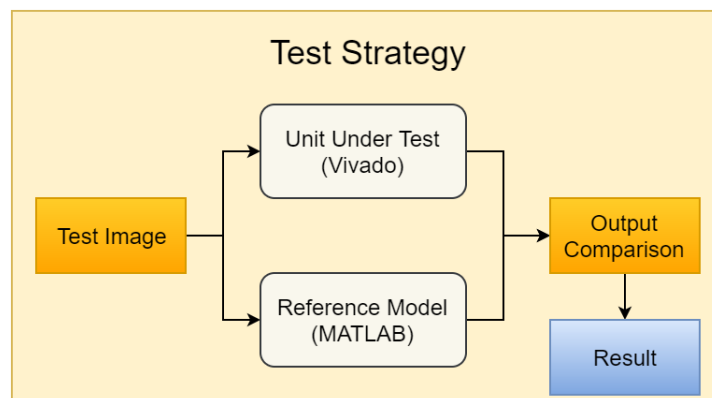 Test Strategy
Unit Under Test
(Vivado)
Test Image
Output
Comparison
Reference Model
(MATLAB)
Result